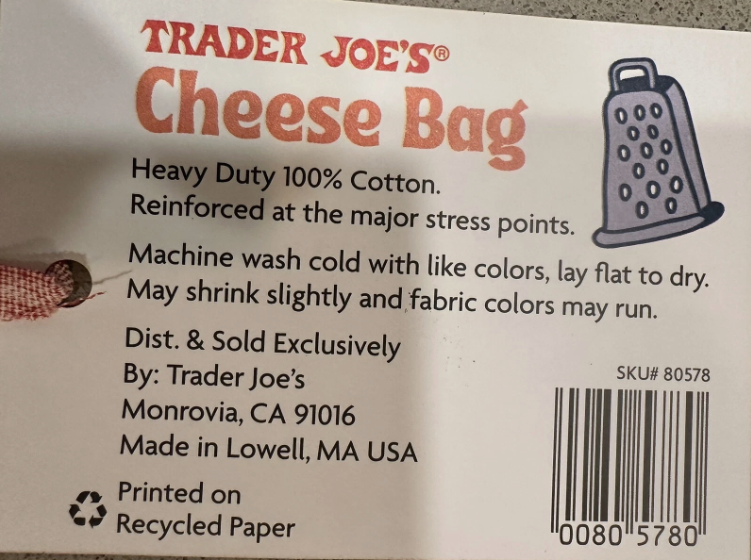 TRADER JOE'S®
Cheese Bag
Heavy Duty 100% Cotton.
Reinforced at the major stress points.
Machine wash cold with like colors, lay flat to dry.
May shrink slightly and fabric colors may run.
Dist. & Sold Exclusively
By: Trader Joe's
Monrovia, CA 91016
Made in Lowell, MA USA
Printed on
Recycled Paper
SKU# 80578
0080 5780